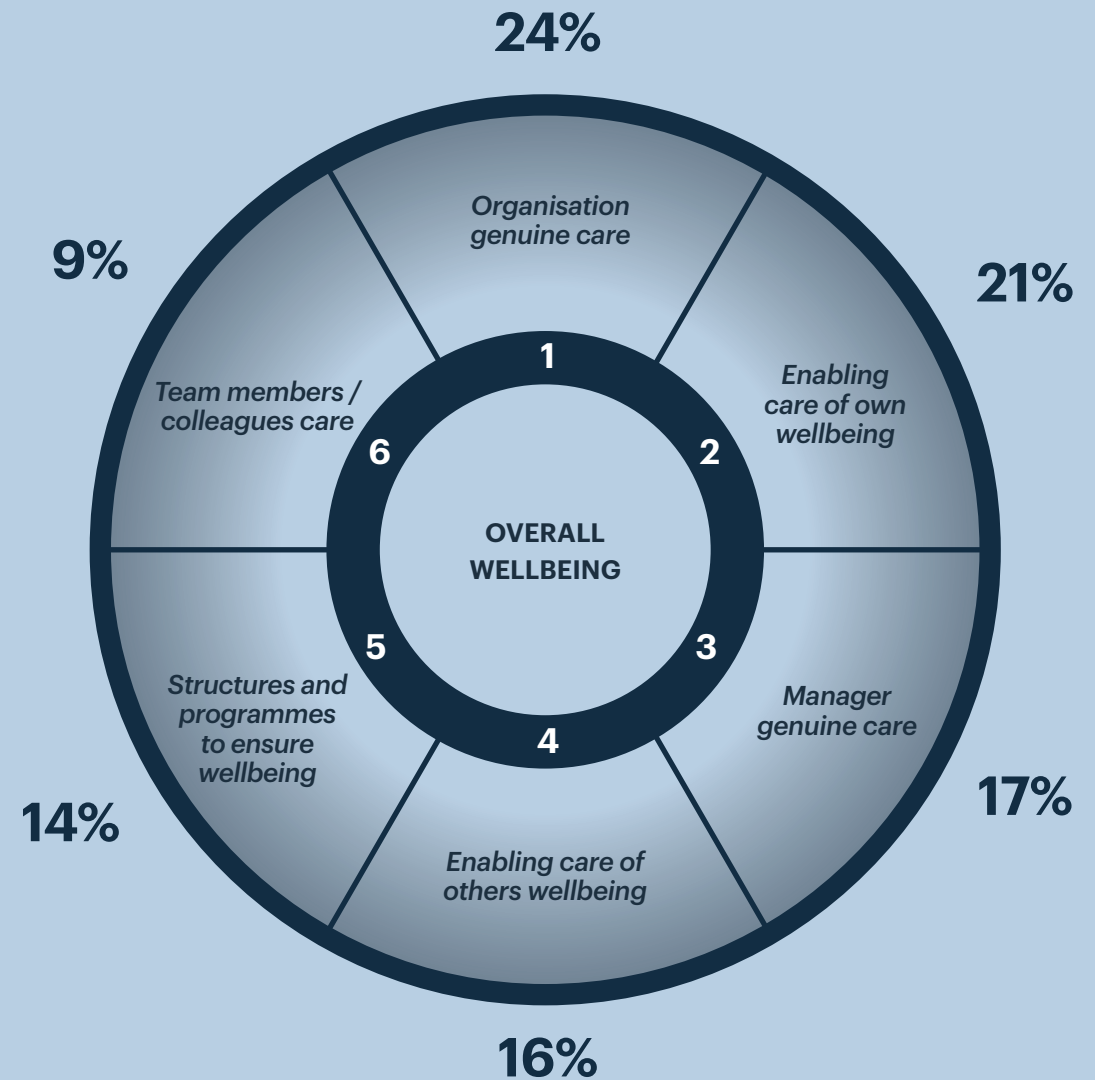 24%
Organisation
genuine care
1
21%
Enabling
care of own
wellbeing
2
17%
Manager
genuine care
3
16%
Enabling care of
others wellbeing
4
14%
Structures and
programmes
to ensure
wellbeing
5
9%
Team members /
colleagues care
6
OVERALL
WELLBEING